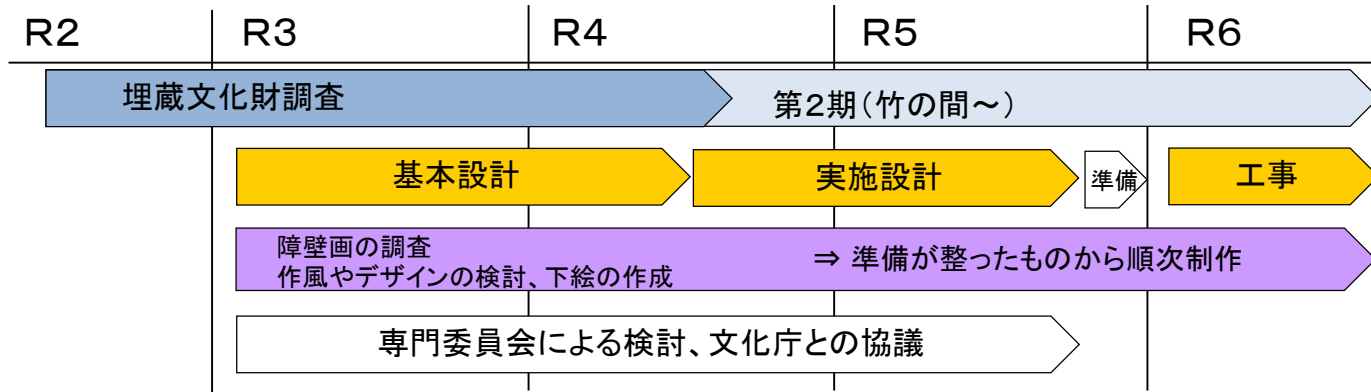 R2 R3 R4 R5 R6
埋蔵文化財調査
第2期(竹の間~)
基本設計
実施設計
準備
工事
障壁画の調査
作風やデザインの検討、下絵の作成
⇒ 準備が整ったものから順次制作
専門委員会による検討、文化庁との協議